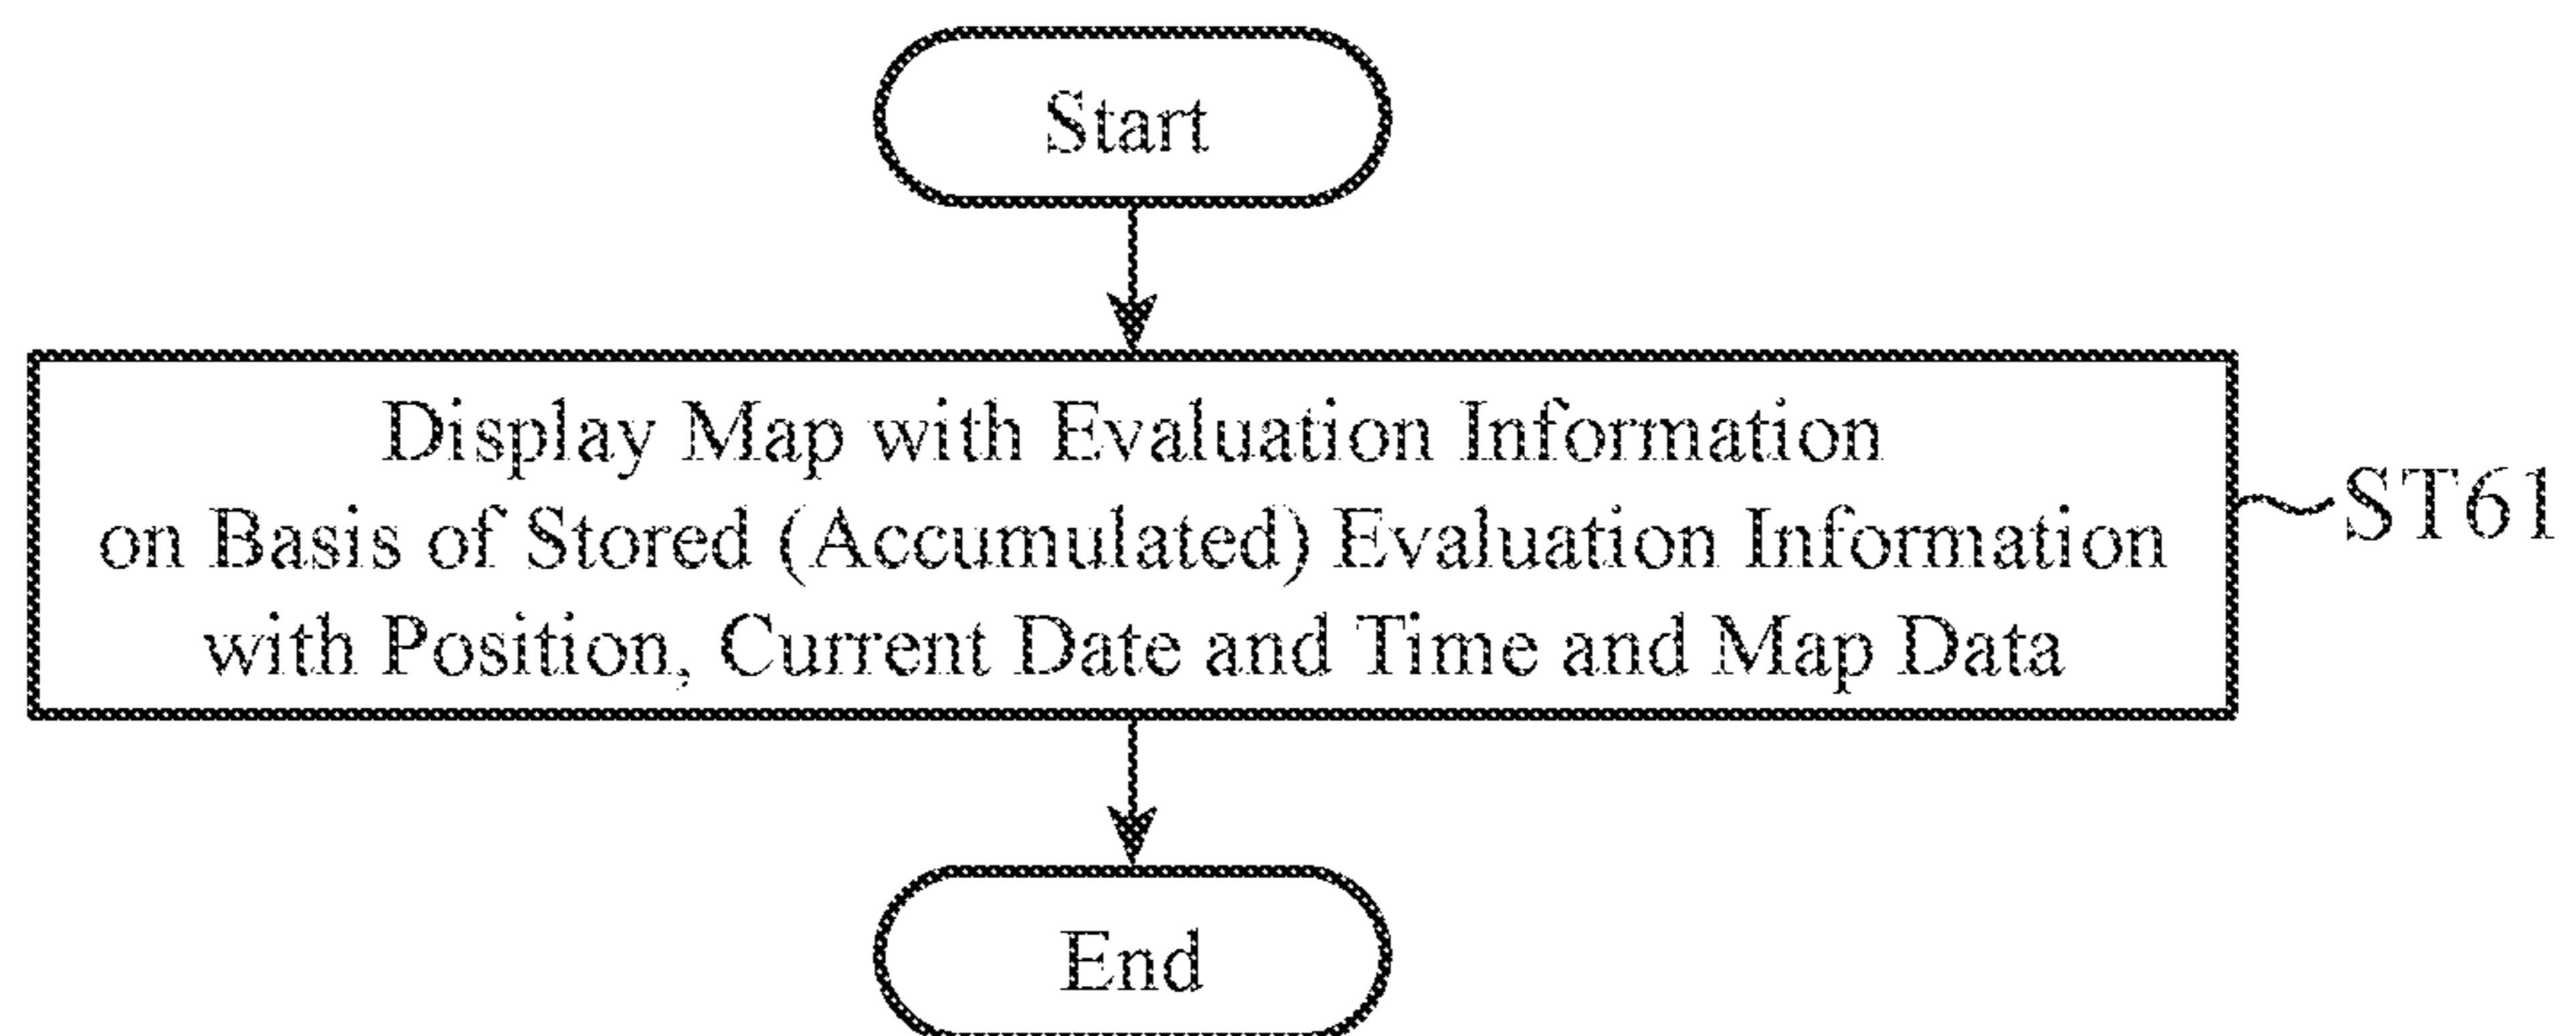 Start
Display Map with Evaluation Information
on Basis of Stored (Accumulated) Evaluation Information
with Position, Current Date and Time and Map Data
ST61
End